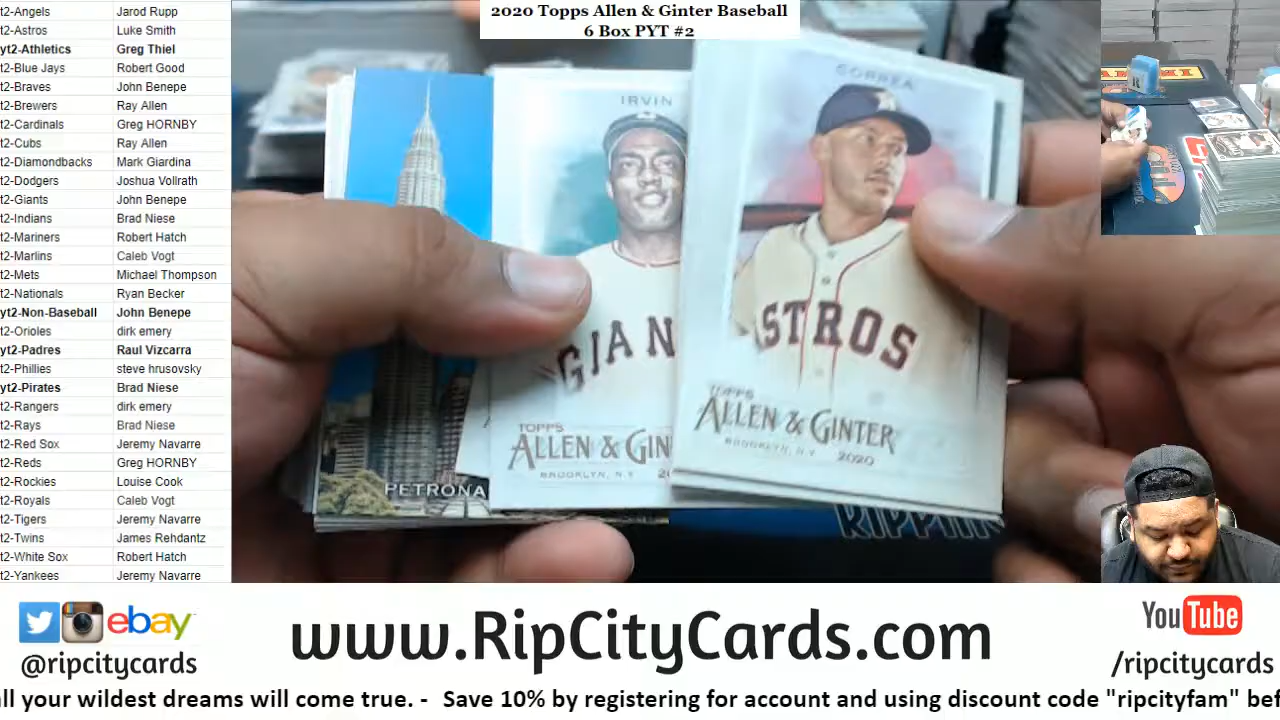 2020 Topps Allen & Ginter Baseball
6 Box PYT #2
t2-Angels Jarod Rupp
t2-Astros Luke Smith
yt2-Athletics Greg Thiel
t2-Blue Jays Robert Good
t2-Braves John Benepe
t2-Brewers Ray Allen
t2-Cardinals Greg HORNBY
t2-Cubs Ray Allen
t2-Diamondbacks Mark Giardina
t2-Dodgers Joshua Vollrath
t2-Giants John Benepe
t2-Indians Brad Niese
t2-Mariners Robert Hatch
t2-Marlins Caleb Vogt
t2-Mets Michael Thompson
t2-Nationals Ryan Becker
yt2-Non-Baseball John Benepe
t2-Orioles dirk emery
yt2-Padres Raul Vizcarra
t2-Phillies steve hrusovsky
yt2-Pirates Brad Niese
t2-Rangers dirk emery
t2-Rays Brad Niese
t2-Red Sox Jeremy Navarre
t2-Reds Greg HORNBY
t2-Rockies Louise Cook
t2-Royals Caleb Vogt
t2-Tigers Jeremy Navarre
t2-Twins James Rehdantz
t2-White Sox Robert Hatch
t2-Yankees Jeremy Navarre
PETRONA
IRVIN
GIAN
TOPPS
ALLEN & GIN
BROOKLYN, N.Y 20
CORREA
ASTROS
TOPPS
ALLEN & GINTER
BROOKLYN, N.Y. 2020
RIPPIN
ebay
@ripcitycards
www.RipCityCards.com
YouTube
/ripcitycards
all your wildest dreams will come true. - Save 10% by registering for account and using discount code "ripcityfam" bef